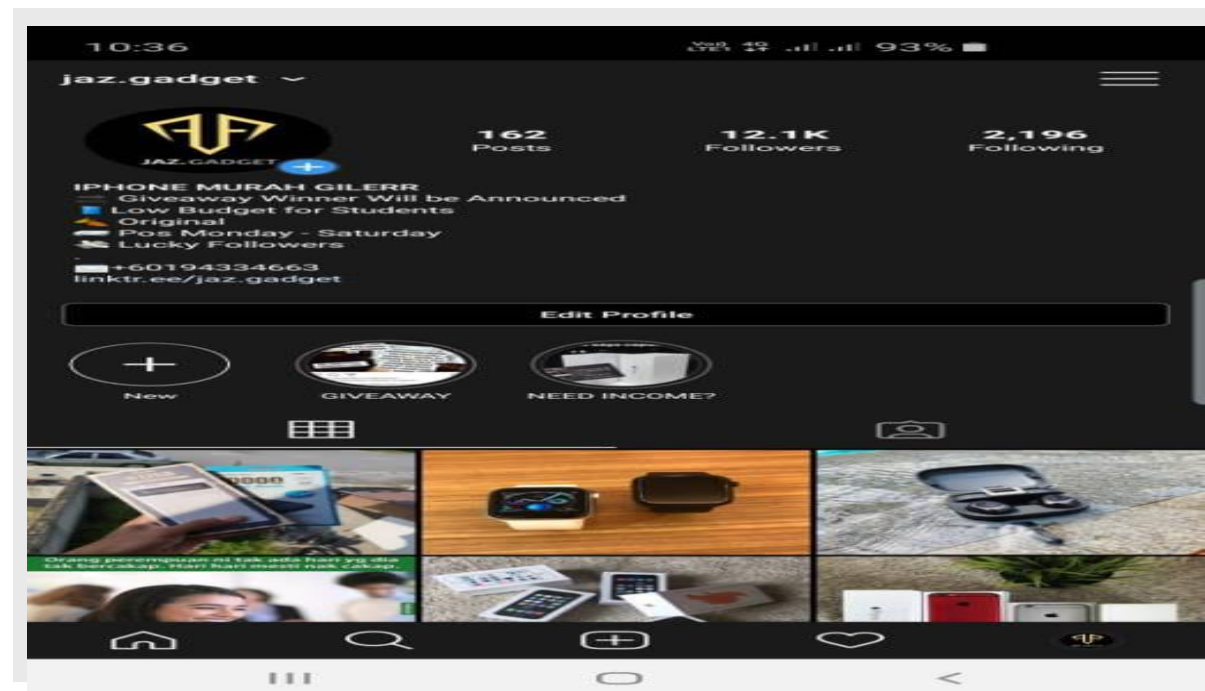 10:36
VoD 4G
LTE1 93%
jaz.gadget
JAZ.GADGET
162
Posts
12.1K
Followers
2,196
Following
IPHONE MURAH GILERR
Giveaway Winner Will be Announced
Low Budget for Students
Original
Pos Monday - Saturday
Lucky Followers
.
+60194334663
linktr.ee/jaz.gadget
Edit Profile
New
GIVEAWAY
NEED INCOME?
Orang perempuan ni tak ada hari yg dia
tak bercakap. Hari hari mesti nak cakap.